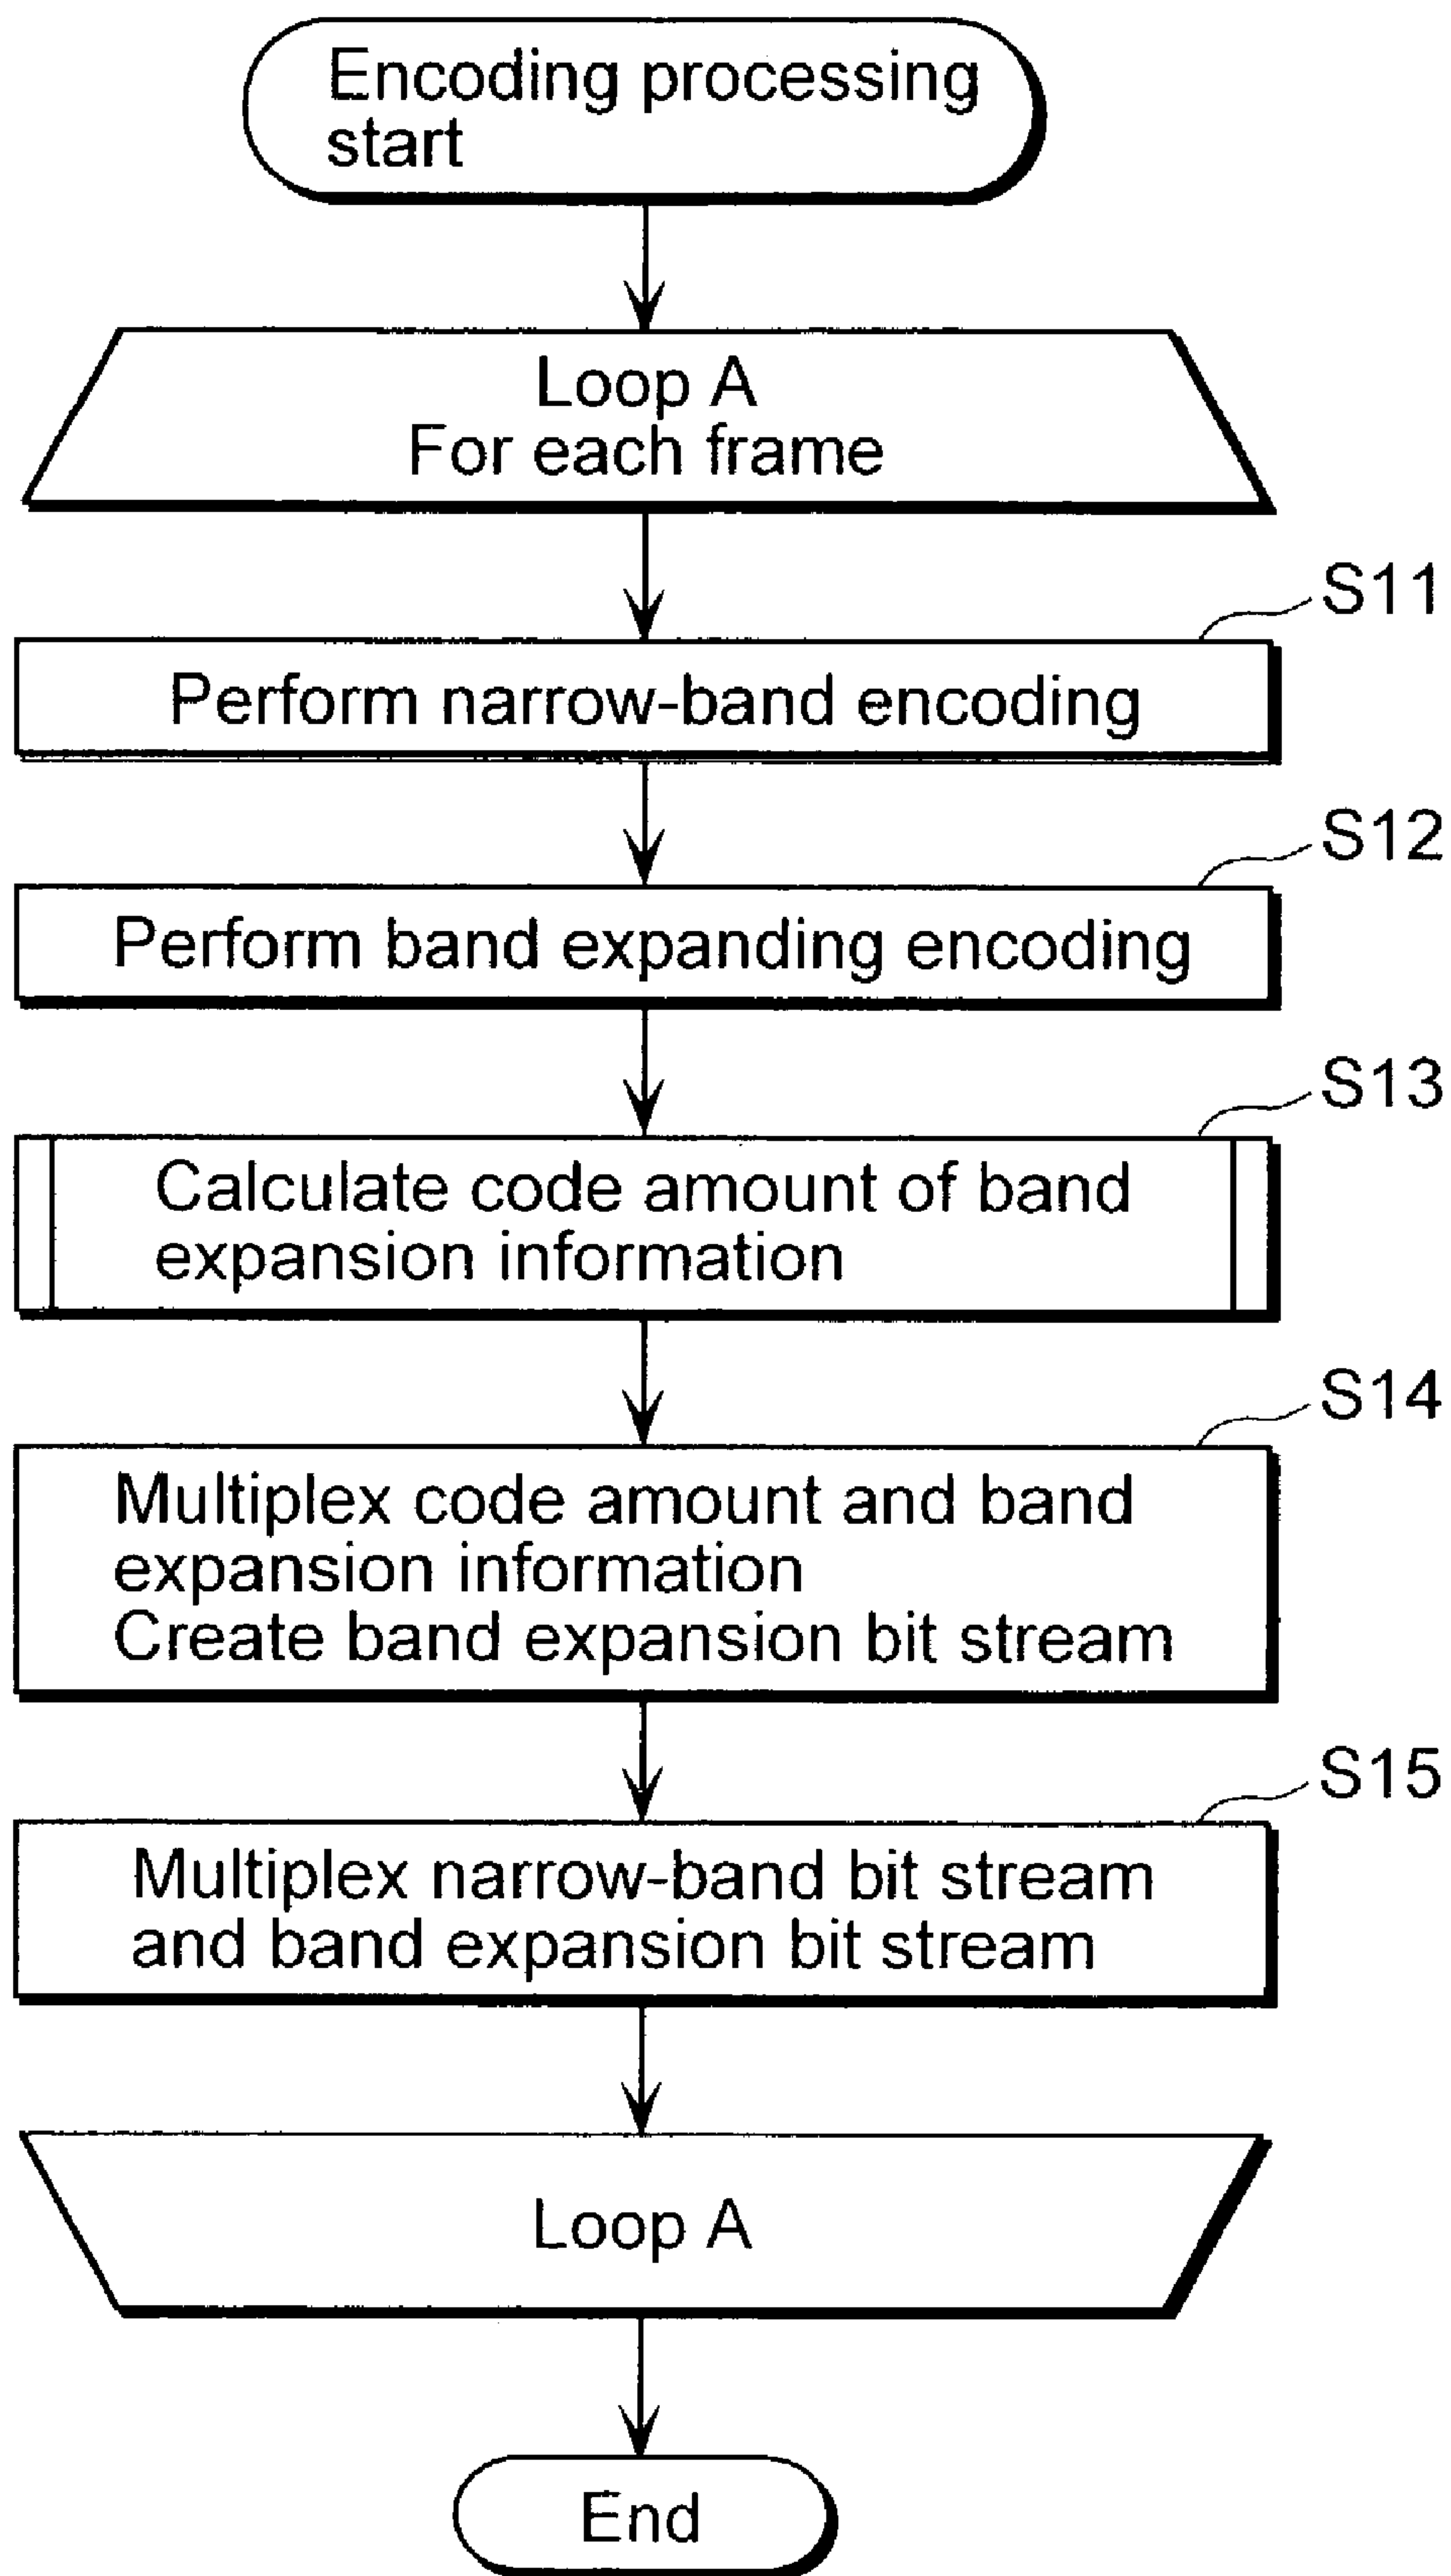 Encoding processing
start
Loop A
For each frame
S11
Perform narrow-band encoding
S12
Perform band expanding encoding
S13
Calculate code amount of band
expansion information
S14
Multiplex code amount and band
expansion information
Create band expansion bit stream
S15
Multiplex narrow-band bit stream
and band expansion bit stream
Loop A
End